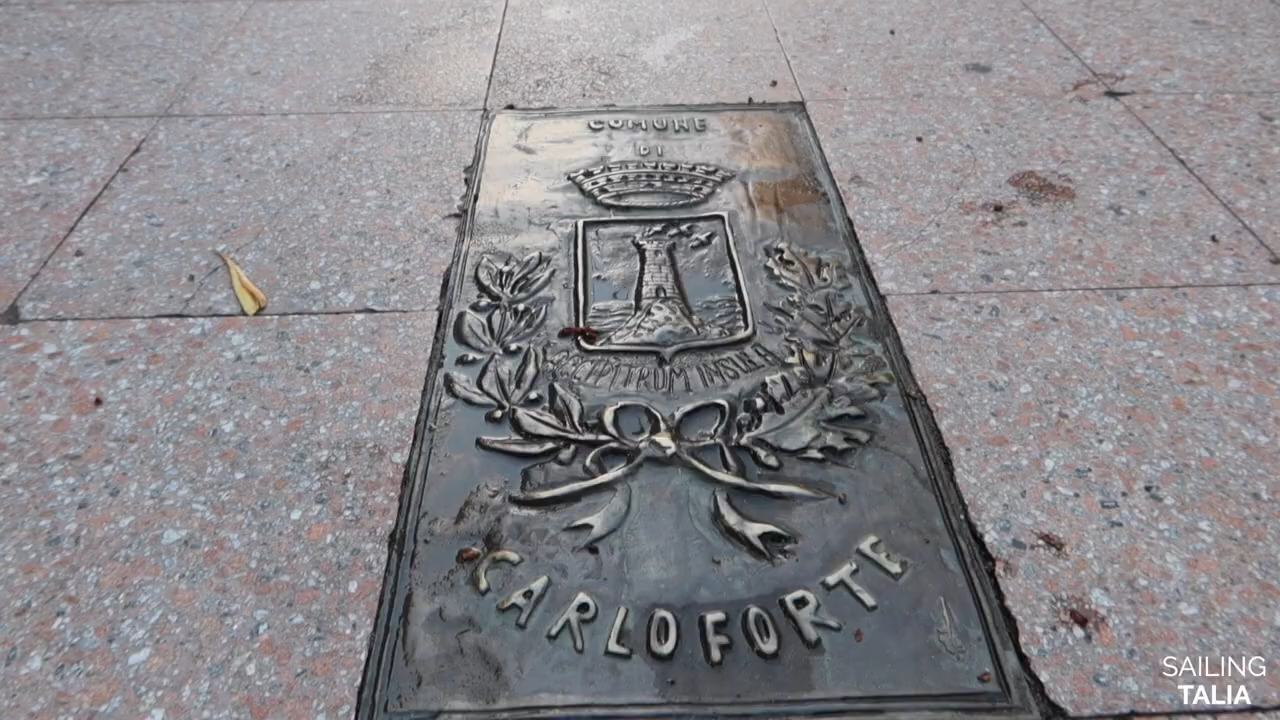 COMUNE
DI
ACCIPITRUM INSULA
CARLOFORTE
SAILING
TALIA